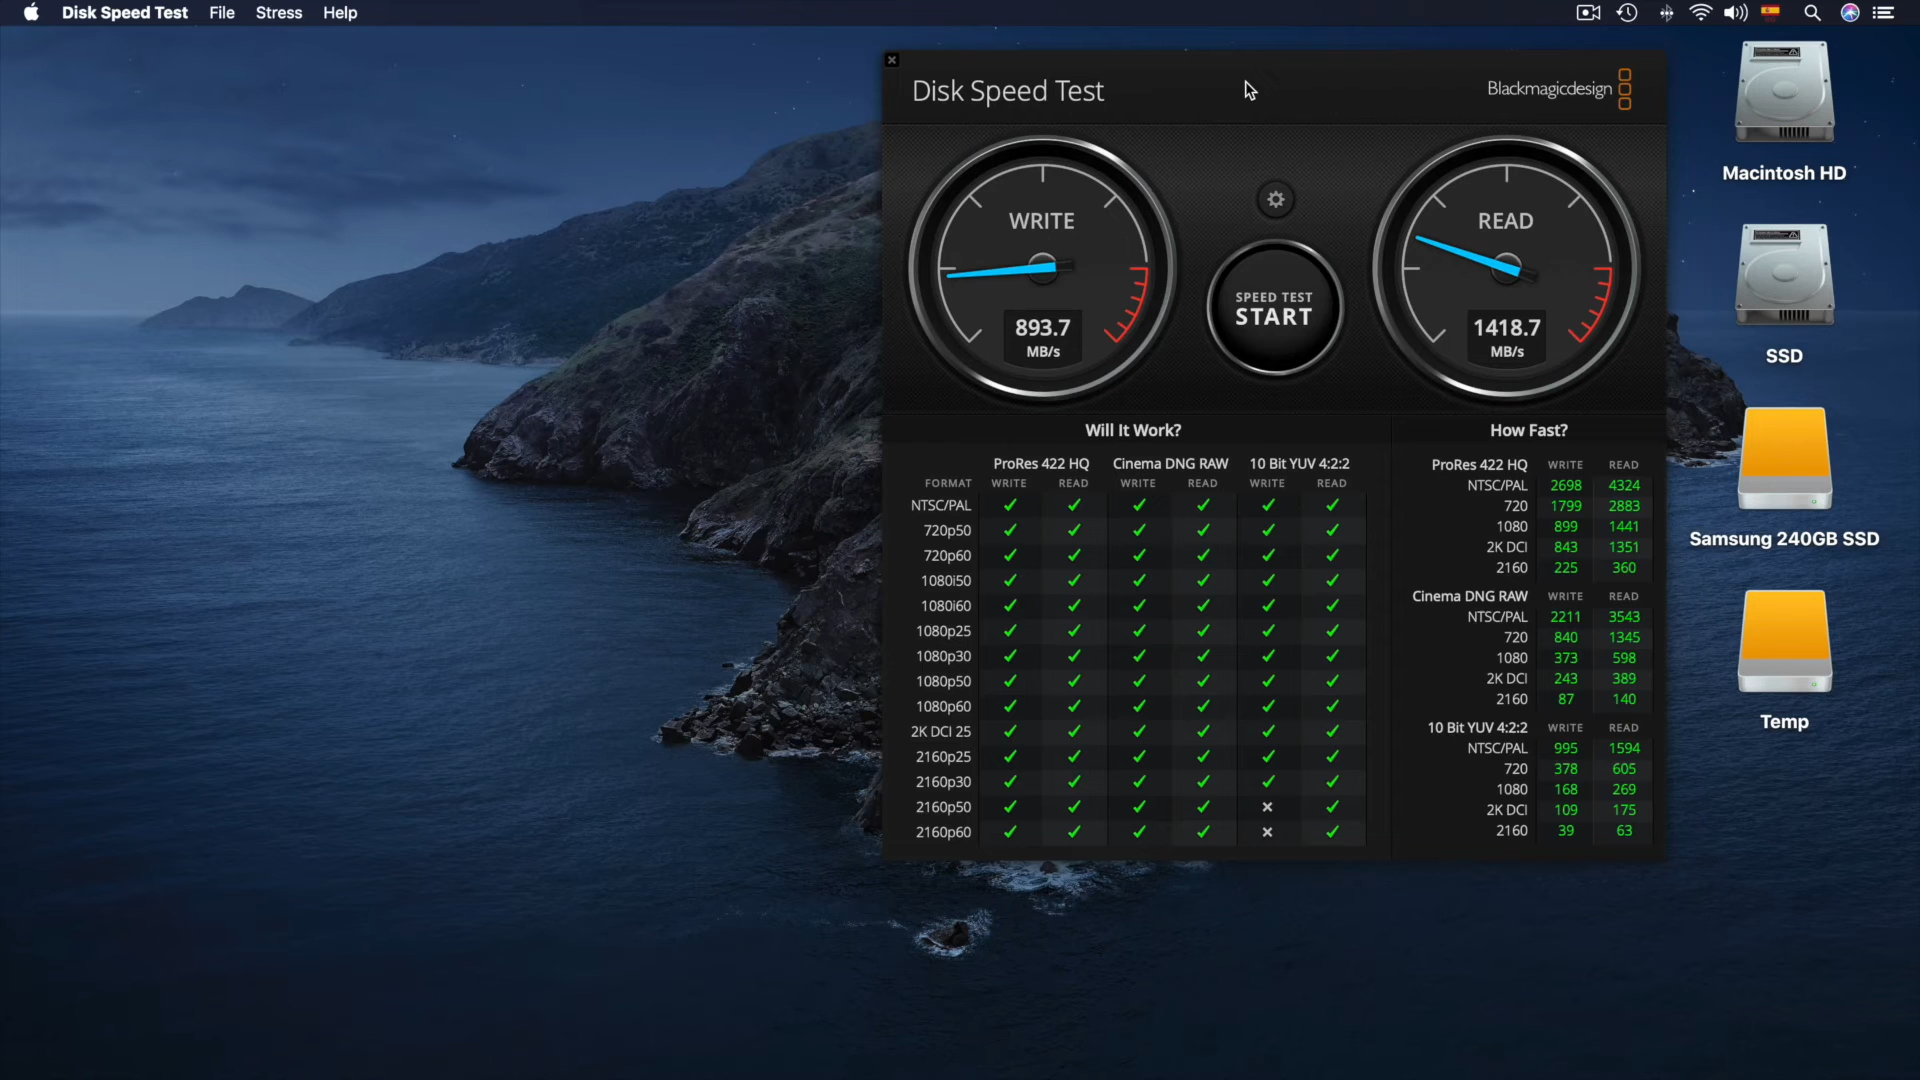 Disk Speed Test File Stress Help
Disk Speed Test
Blackmagicdesign
WRITE
893.7
MB/s
SPEED TEST
START
READ
1418.7
MB/s
Will It Work?
ProRes 422 HQ Cinema DNG RAW 10 Bit YUV 4:2:2
FORMAT WRITE READ WRITE READ WRITE READ
NTSC/PAL ✓ ✓ ✓ ✓ ✓ ✓
720p50 ✓ ✓ ✓ ✓ ✓ ✓
720p60 ✓ ✓ ✓ ✓ ✓ ✓
1080i50 ✓ ✓ ✓ ✓ ✓ ✓
1080i60 ✓ ✓ ✓ ✓ ✓ ✓
1080p25 ✓ ✓ ✓ ✓ ✓ ✓
1080p30 ✓ ✓ ✓ ✓ ✓ ✓
1080p50 ✓ ✓ ✓ ✓ ✓ ✓
1080p60 ✓ ✓ ✓ ✓ ✓ ✓
2K DCI 25 ✓ ✓ ✓ ✓ ✓ ✓
2160p25 ✓ ✓ ✓ ✓ ✓ ✓
2160p30 ✓ ✓ ✓ ✓ ✓ ✓
2160p50 ✓ ✓ ✓ ✓ × ✓
2160p60 ✓ ✓ ✓ ✓ × ✓
How Fast?
ProRes 422 HQ WRITE READ
NTSC/PAL 2698 4324
720 1799 2883
1080 899 1441
2K DCI 843 1351
2160 225 360
Cinema DNG RAW WRITE READ
NTSC/PAL 2211 3543
720 840 1345
1080 373 598
2K DCI 243 389
2160 87 140
10 Bit YUV 4:2:2 WRITE READ
NTSC/PAL 995 1594
720 378 605
1080 168 269
2K DCI 109 175
2160 39 63
Macintosh HD
SSD
Samsung 240GB SSD
Temp